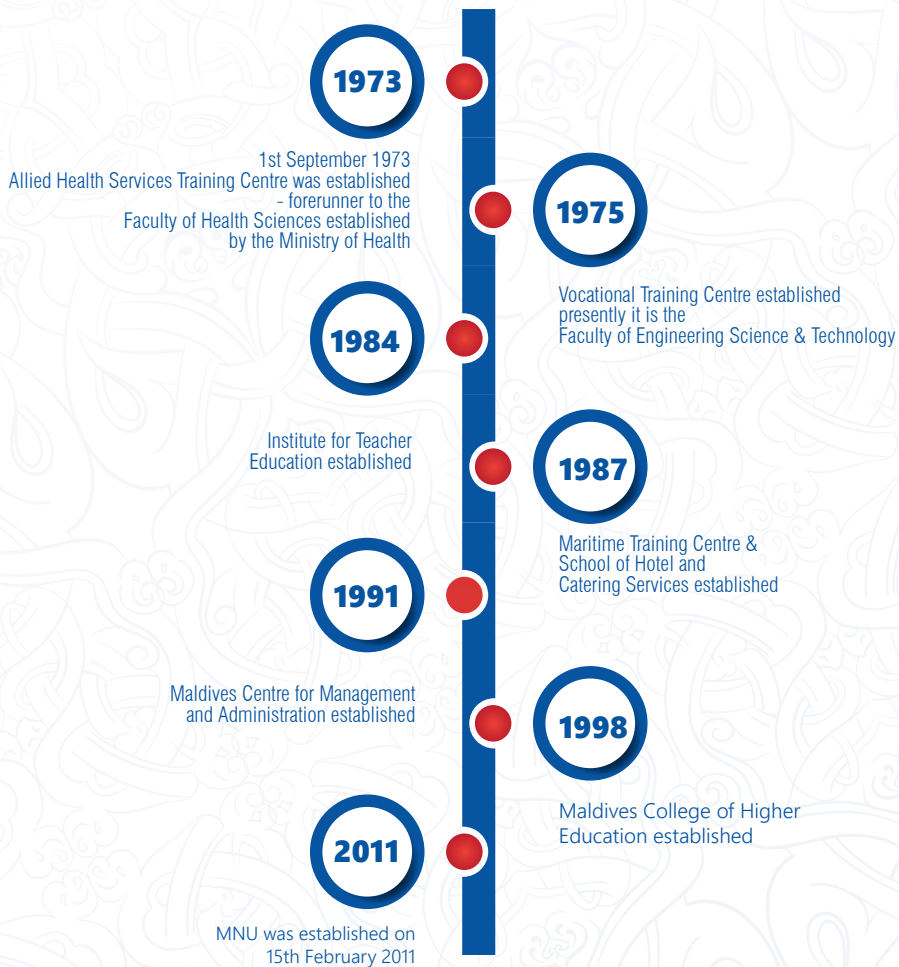 1973
1st September 1973
Allied Health Services Training Centre was established
- forerunner to the
Faculty of Health Sciences established
by the Ministry of Health
1975
Vocational Training Centre established
presently it is the
Faculty of Engineering Science & Technology
1984
Institute for Teacher
Education established
1987
Maritime Training Centre &
School of Hotel and
Catering Services established
1991
Maldives Centre for Management
and Administration established
1998
Maldives College of Higher
Education established
2011
MNU was established on
15th February 2011